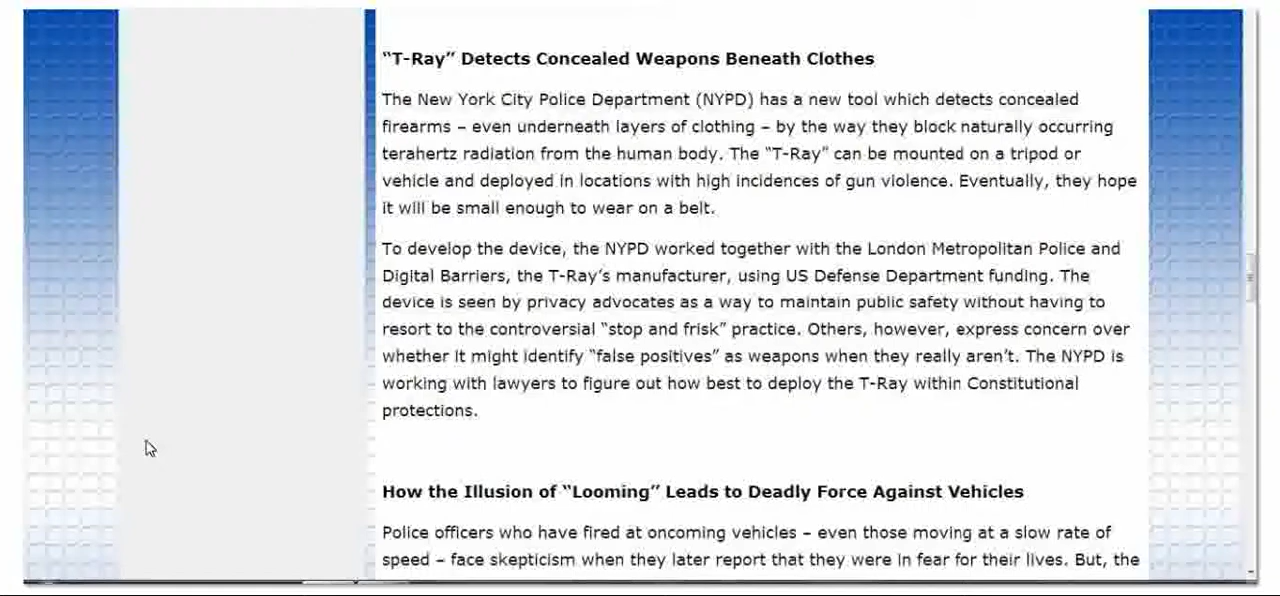 “T-Ray” Detects Concealed Weapons Beneath Clothes
The New York City Police Department (NYPD) has a new tool which detects concealed
firearms – even underneath layers of clothing – by the way they block naturally occurring
terahertz radiation from the human body. The “T-Ray” can be mounted on a tripod or
vehicle and deployed in locations with high incidences of gun violence. Eventually, they hope
it will be small enough to wear on a belt.
To develop the device, the NYPD worked together with the London Metropolitan Police and
Digital Barriers, the T-Ray’s manufacturer, using US Defense Department funding. The
device is seen by privacy advocates as a way to maintain public safety without having to
resort to the controversial “stop and frisk” practice. Others, however, express concern over
whether it might identify “false positives” as weapons when they really aren’t. The NYPD is
working with lawyers to figure out how best to deploy the T-Ray within Constitutional
protections.
How the Illusion of “Looming” Leads to Deadly Force Against Vehicles
Police officers who have fired at oncoming vehicles – even those moving at a slow rate of
speed – face skepticism when they later report that they were in fear for their lives. But, the